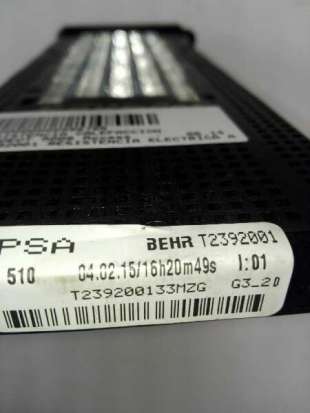 RESISTENCIA ELECTRICA A
PSA BEHR T2392001
510 04.02.15/16h20m49s I:01
T239200133MZG G3_20